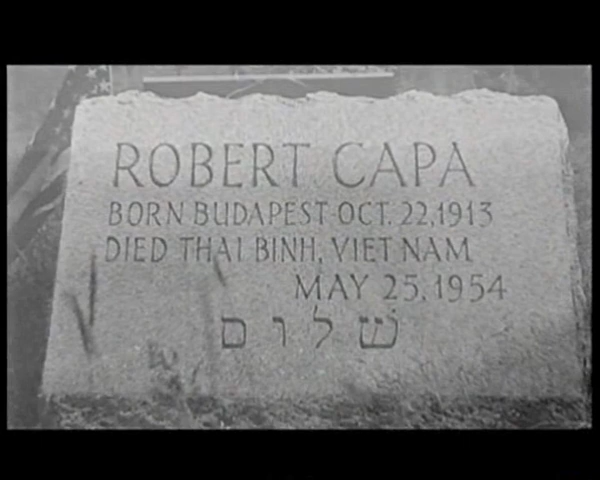 ROBERT CAPA
BORN BUDAPEST OCT. 22, 1913
DIED THAI BINH, VIET NAM
MAY 25, 1954
שלום